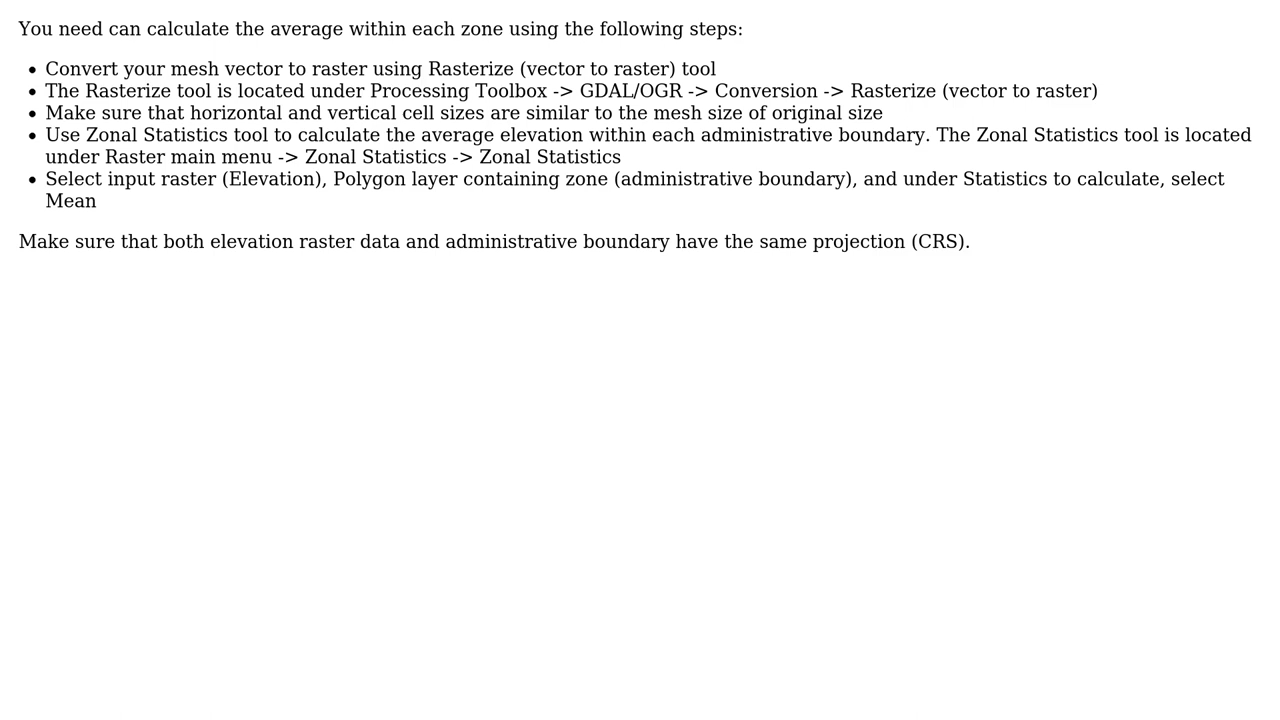 You need can calculate the average within each zone using the following steps:
• Convert your mesh vector to raster using Rasterize (vector to raster) tool
• The Rasterize tool is located under Processing Toolbox -> GDAL/OGR -> Conversion -> Rasterize (vector to raster)
• Make sure that horizontal and vertical cell sizes are similar to the mesh size of original size
• Use Zonal Statistics tool to calculate the average elevation within each administrative boundary. The Zonal Statistics tool is located
under Raster main menu -> Zonal Statistics -> Zonal Statistics
• Select input raster (Elevation), Polygon layer containing zone (administrative boundary), and under Statistics to calculate, select
Mean
Make sure that both elevation raster data and administrative boundary have the same projection (CRS).